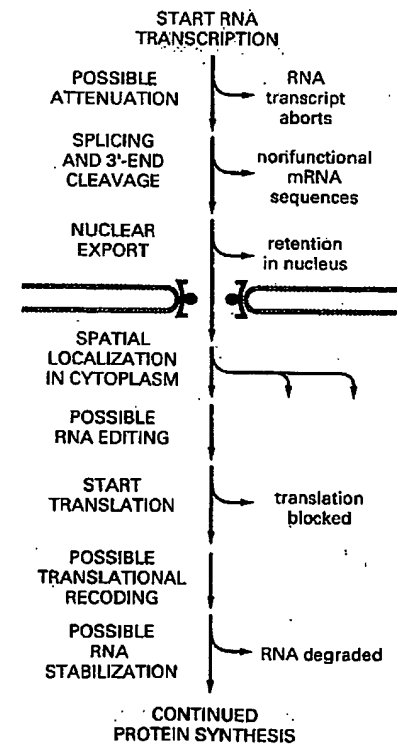 START RNA
TRANSCRIPTION
POSSIBLE
ATTENUATION
RNA
transcript
aborts
SPLICING
AND 3'-END
CLEAVAGE
nonfunctional
mRNA
sequences
NUCLEAR
EXPORT
retention
in nucleus
SPATIAL
LOCALIZATION
IN CYTOPLASM
POSSIBLE
RNA EDITING
START
TRANSLATION
translation
blocked
POSSIBLE
TRANSLATIONAL
RECODING
POSSIBLE
RNA
STABILIZATION
RNA degraded
CONTINUED
PROTEIN SYNTHESIS